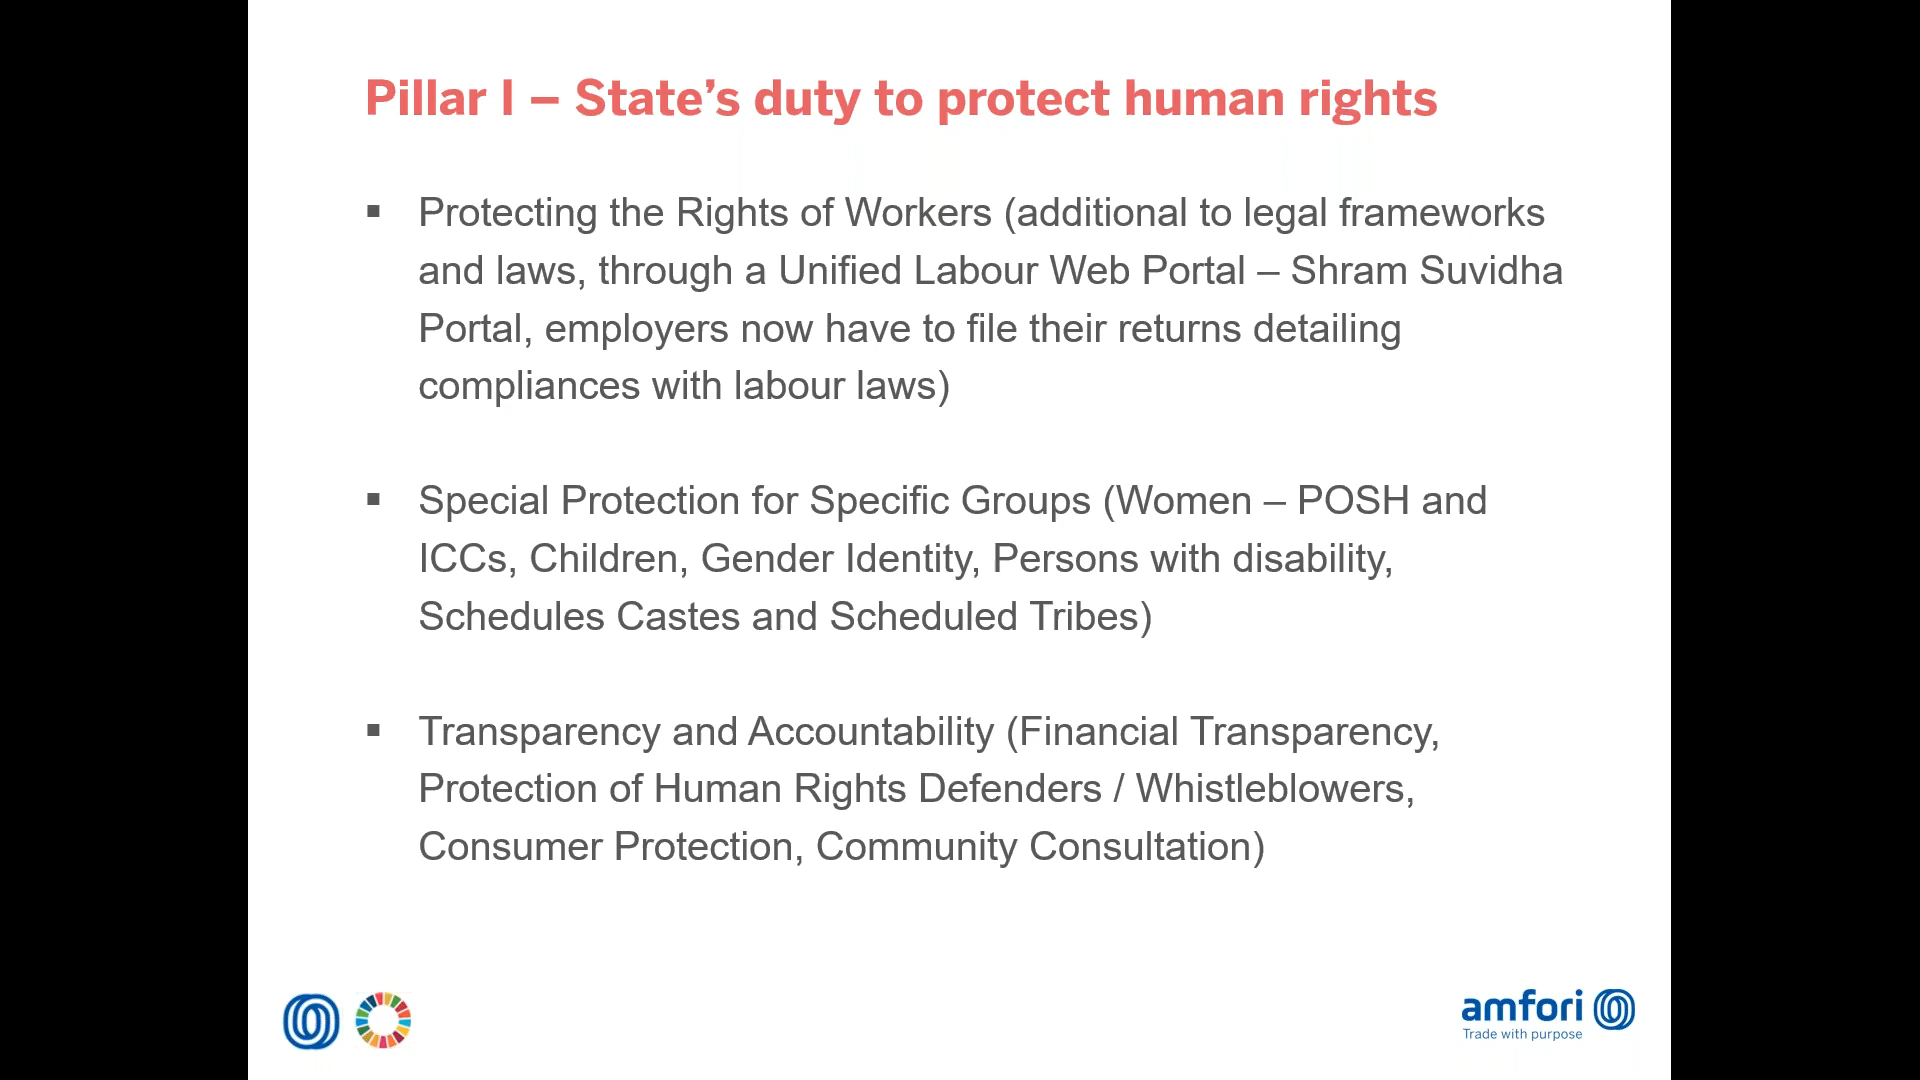 Pillar I – State’s duty to protect human rights
▪ Protecting the Rights of Workers (additional to legal frameworks
and laws, through a Unified Labour Web Portal – Shram Suvidha
Portal, employers now have to file their returns detailing
compliances with labour laws)
▪ Special Protection for Specific Groups (Women – POSH and
ICCs, Children, Gender Identity, Persons with disability,
Schedules Castes and Scheduled Tribes)
▪ Transparency and Accountability (Financial Transparency,
Protection of Human Rights Defenders / Whistleblowers,
Consumer Protection, Community Consultation)
amfori
Trade with purpose